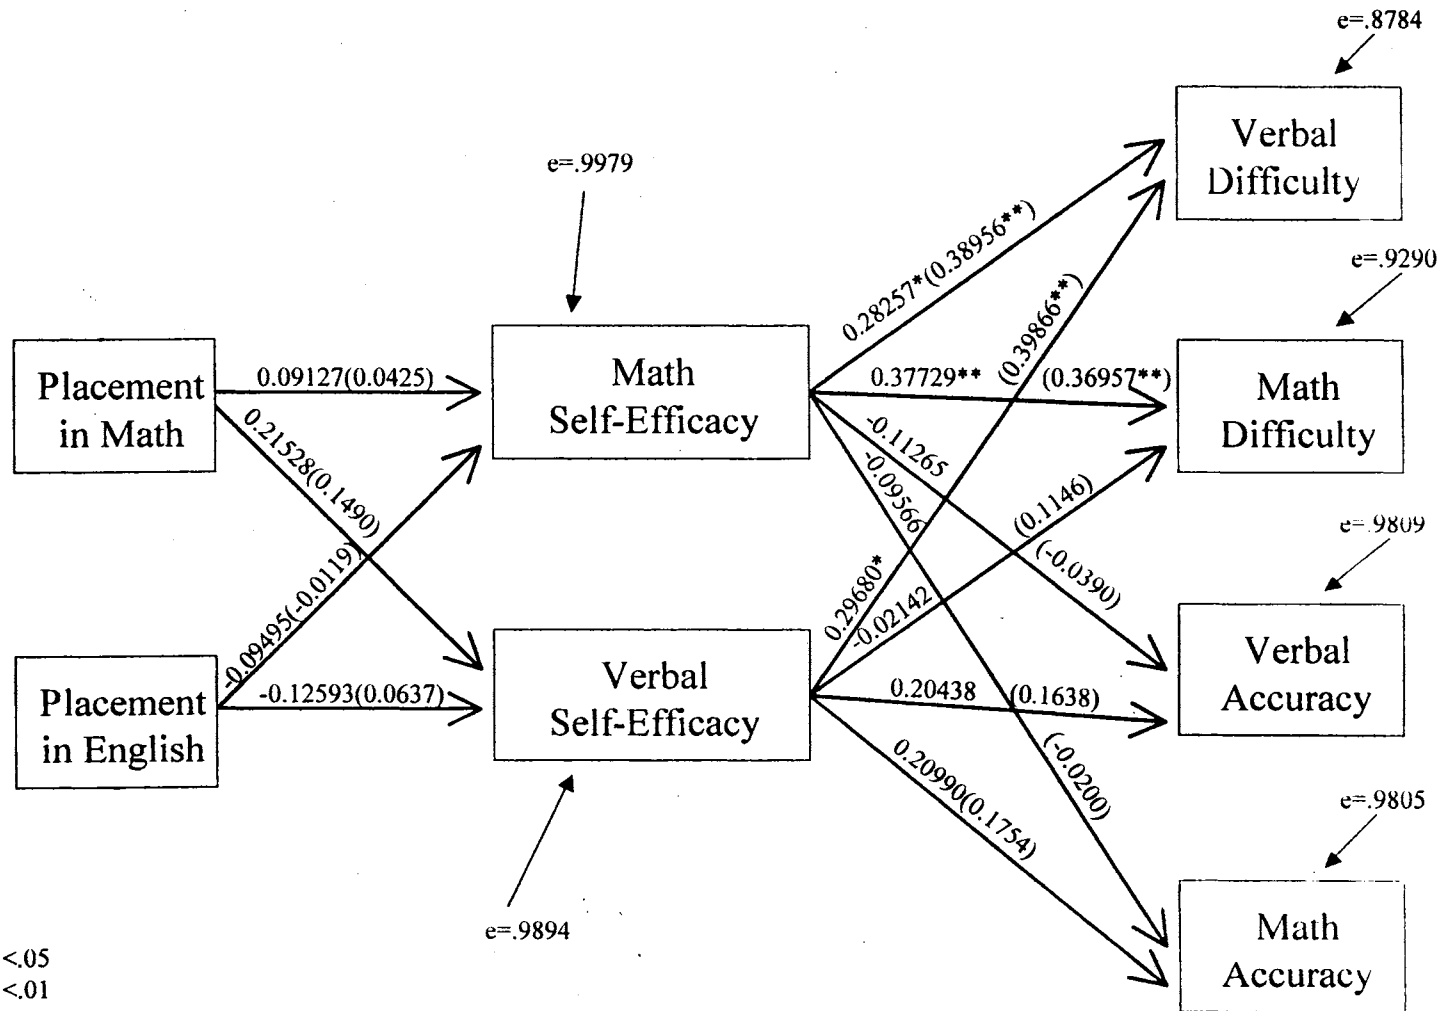 e=.8784
Verbal
Difficulty
e=.9979
0.28257*(0.38956**)
(0.39866**)
e=.9290
Placement
in Math
0.09127(0.0425)
Math
Self-Efficacy
0.37729**
(0.36957**)
Math
Difficulty
0.21528(0.1490)
-0.11265
-0.09566
(0.1146)
e=.9809
-0.09495(-0.0119)
0.29680*
-0.02142
(-0.0390)
Placement
in English
-0.12593(0.0637)
Verbal
Self-Efficacy
0.20438
(0.1638)
Verbal
Accuracy
0.20990(0.1754)
(-0.0200)
e=.9805
e=.9894
Math
Accuracy
<.05
<.01